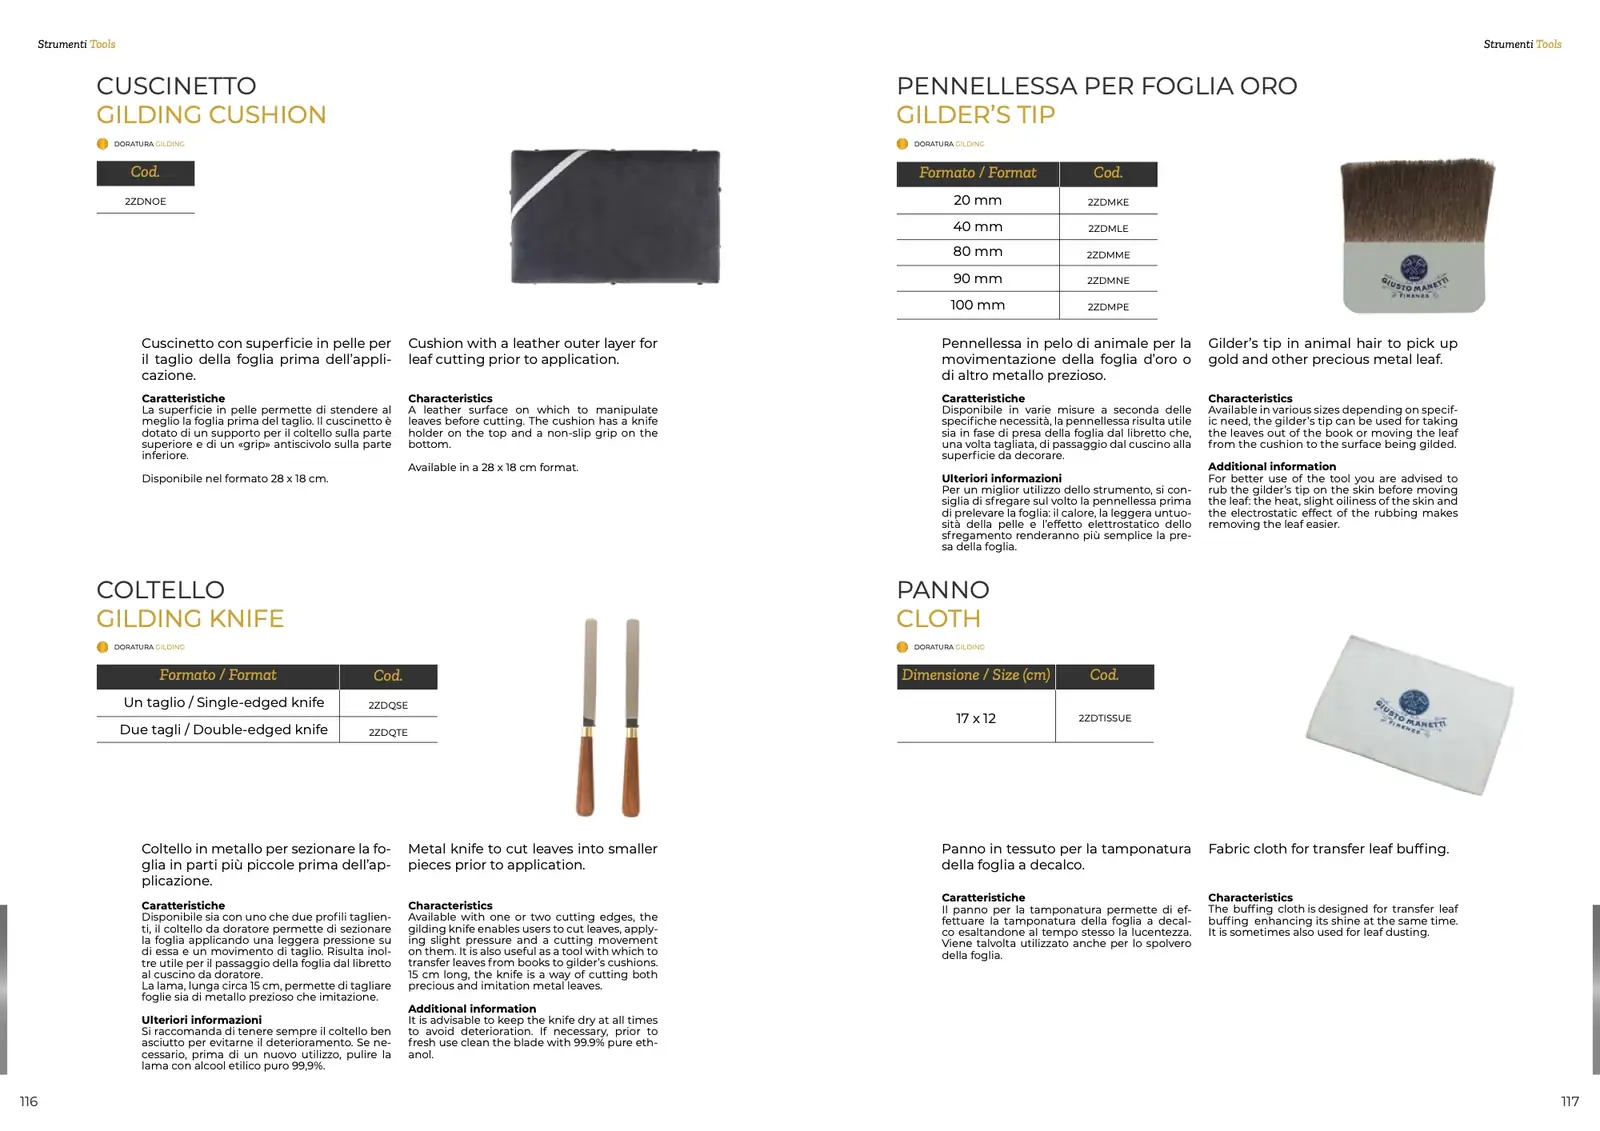 Strumenti Tools
CUSCINETTO
GILDING CUSHION
DORATURA GILDING
Cod.
2ZDNOE
Cuscinetto con superficie in pelle per
il taglio della foglia prima dell'appli-
cazione.
Caratteristiche
La superficie in pelle permette di stendere al
meglio la foglia prima del taglio. Il cuscinetto è
dotato di un supporto per il coltello sulla parte
superiore e di un «grip» antiscivolo sulla parte
inferiore.
Disponibile nel formato 28 x 18 cm.
Cushion with a leather outer layer for
leaf cutting prior to application.
Characteristics
A leather surface on which to manipulate
leaves before cutting. The cushion has a knife
holder on the top and a non-slip grip on the
bottom.
Available in a 28 x 18 cm format.
COLTELLO
GILDING KNIFE
DORATURA GILDING
Formato / Format Cod.
Un taglio / Single-edged knife 2ZDQSE
Due tagli / Double-edged knife 2ZDQTE
Coltello in metallo per sezionare la fo-
glia in parti più piccole prima dell'ap-
plicazione.
Caratteristiche
Disponibile sia con uno che due profili taglien-
ti, il coltello da doratore permette di sezionare
la foglia applicando una leggera pressione su
di essa e un movimento di taglio. Risulta inol-
tre utile per il passaggio della foglia dal libretto
al cuscino da doratore.
La lama, lunga circa 15 cm, permette di tagliare
foglie sia di metallo prezioso che imitazione.
Ulteriori informazioni
Si raccomanda di tenere sempre il coltello ben
asciutto per evitarne il deterioramento. Se ne-
cessario, prima di un nuovo utilizzo, pulire la
lama con alcool etilico puro 99,9%.
Metal knife to cut leaves into smaller
pieces prior to application.
Characteristics
Available with one or two cutting edges, the
gilding knife enables users to cut leaves, apply-
ing slight pressure and a cutting movement
on them. It is also useful as a tool with which to
transfer leaves from books to gilder's cushions.
15 cm long, the knife is a way of cutting both
precious and imitation metal leaves.
Additional information
It is advisable to keep the knife dry at all times
to avoid deterioration. If necessary, prior to
fresh use clean the blade with 99.9% pure eth-
anol.
116
Strumenti Tools
PENNELLESSA PER FOGLIA ORO
GILDER'S TIP
DORATURA GILDING
Formato / Format Cod.
20 mm 2ZDMKE
40 mm 2ZDMLE
80 mm 2ZDMME
90 mm 2ZDMNE
100 mm 2ZDMPE
GIUSTO MANETTI
FIRENZE
Pennellessa in pelo di animale per la
movimentazione della foglia d'oro o
di altro metallo prezioso.
Caratteristiche
Disponibile in varie misure a seconda delle
specifiche necessità, la pennellessa risulta utile
sia in fase di presa della foglia dal libretto che,
una volta tagliata, di passaggio dal cuscino alla
superficie da decorare.
Ulteriori informazioni
Per un miglior utilizzo dello strumento, si con-
siglia di sfregare sul volto la pennellessa prima
di prelevare la foglia: il calore, la leggera untuo-
sità della pelle e l'effetto elettrostatico dello
sfregamento renderanno più semplice la pre-
sa della foglia.
Gilder's tip in animal hair to pick up
gold and other precious metal leaf.
Characteristics
Available in various sizes depending on specif-
ic need, the gilder's tip can be used for taking
the leaves out of the book or moving the leaf
from the cushion to the surface being gilded.
Additional information
For better use of the tool you are advised to
rub the gilder's tip on the skin before moving
the leaf: the heat, slight oiliness of the skin and
the electrostatic effect of the rubbing makes
removing the leaf easier.
PANNO
CLOTH
DORATURA GILDING
Dimensione / Size (cm) Cod.
17 x 12 2ZDTISSUE
GIUSTO MANETTI
FIRENZE
Panno in tessuto per la tamponatura
della foglia a decalco.
Caratteristiche
Il panno per la tamponatura permette di ef-
fettuare la tamponatura della foglia a decal-
co esaltandone al tempo stesso la lucentezza.
Viene talvolta utilizzato anche per lo spolvero
della foglia.
Fabric cloth for transfer leaf buffing.
Characteristics
The buffing cloth is designed for transfer leaf
buffing enhancing its shine at the same time.
It is sometimes also used for leaf dusting.
117